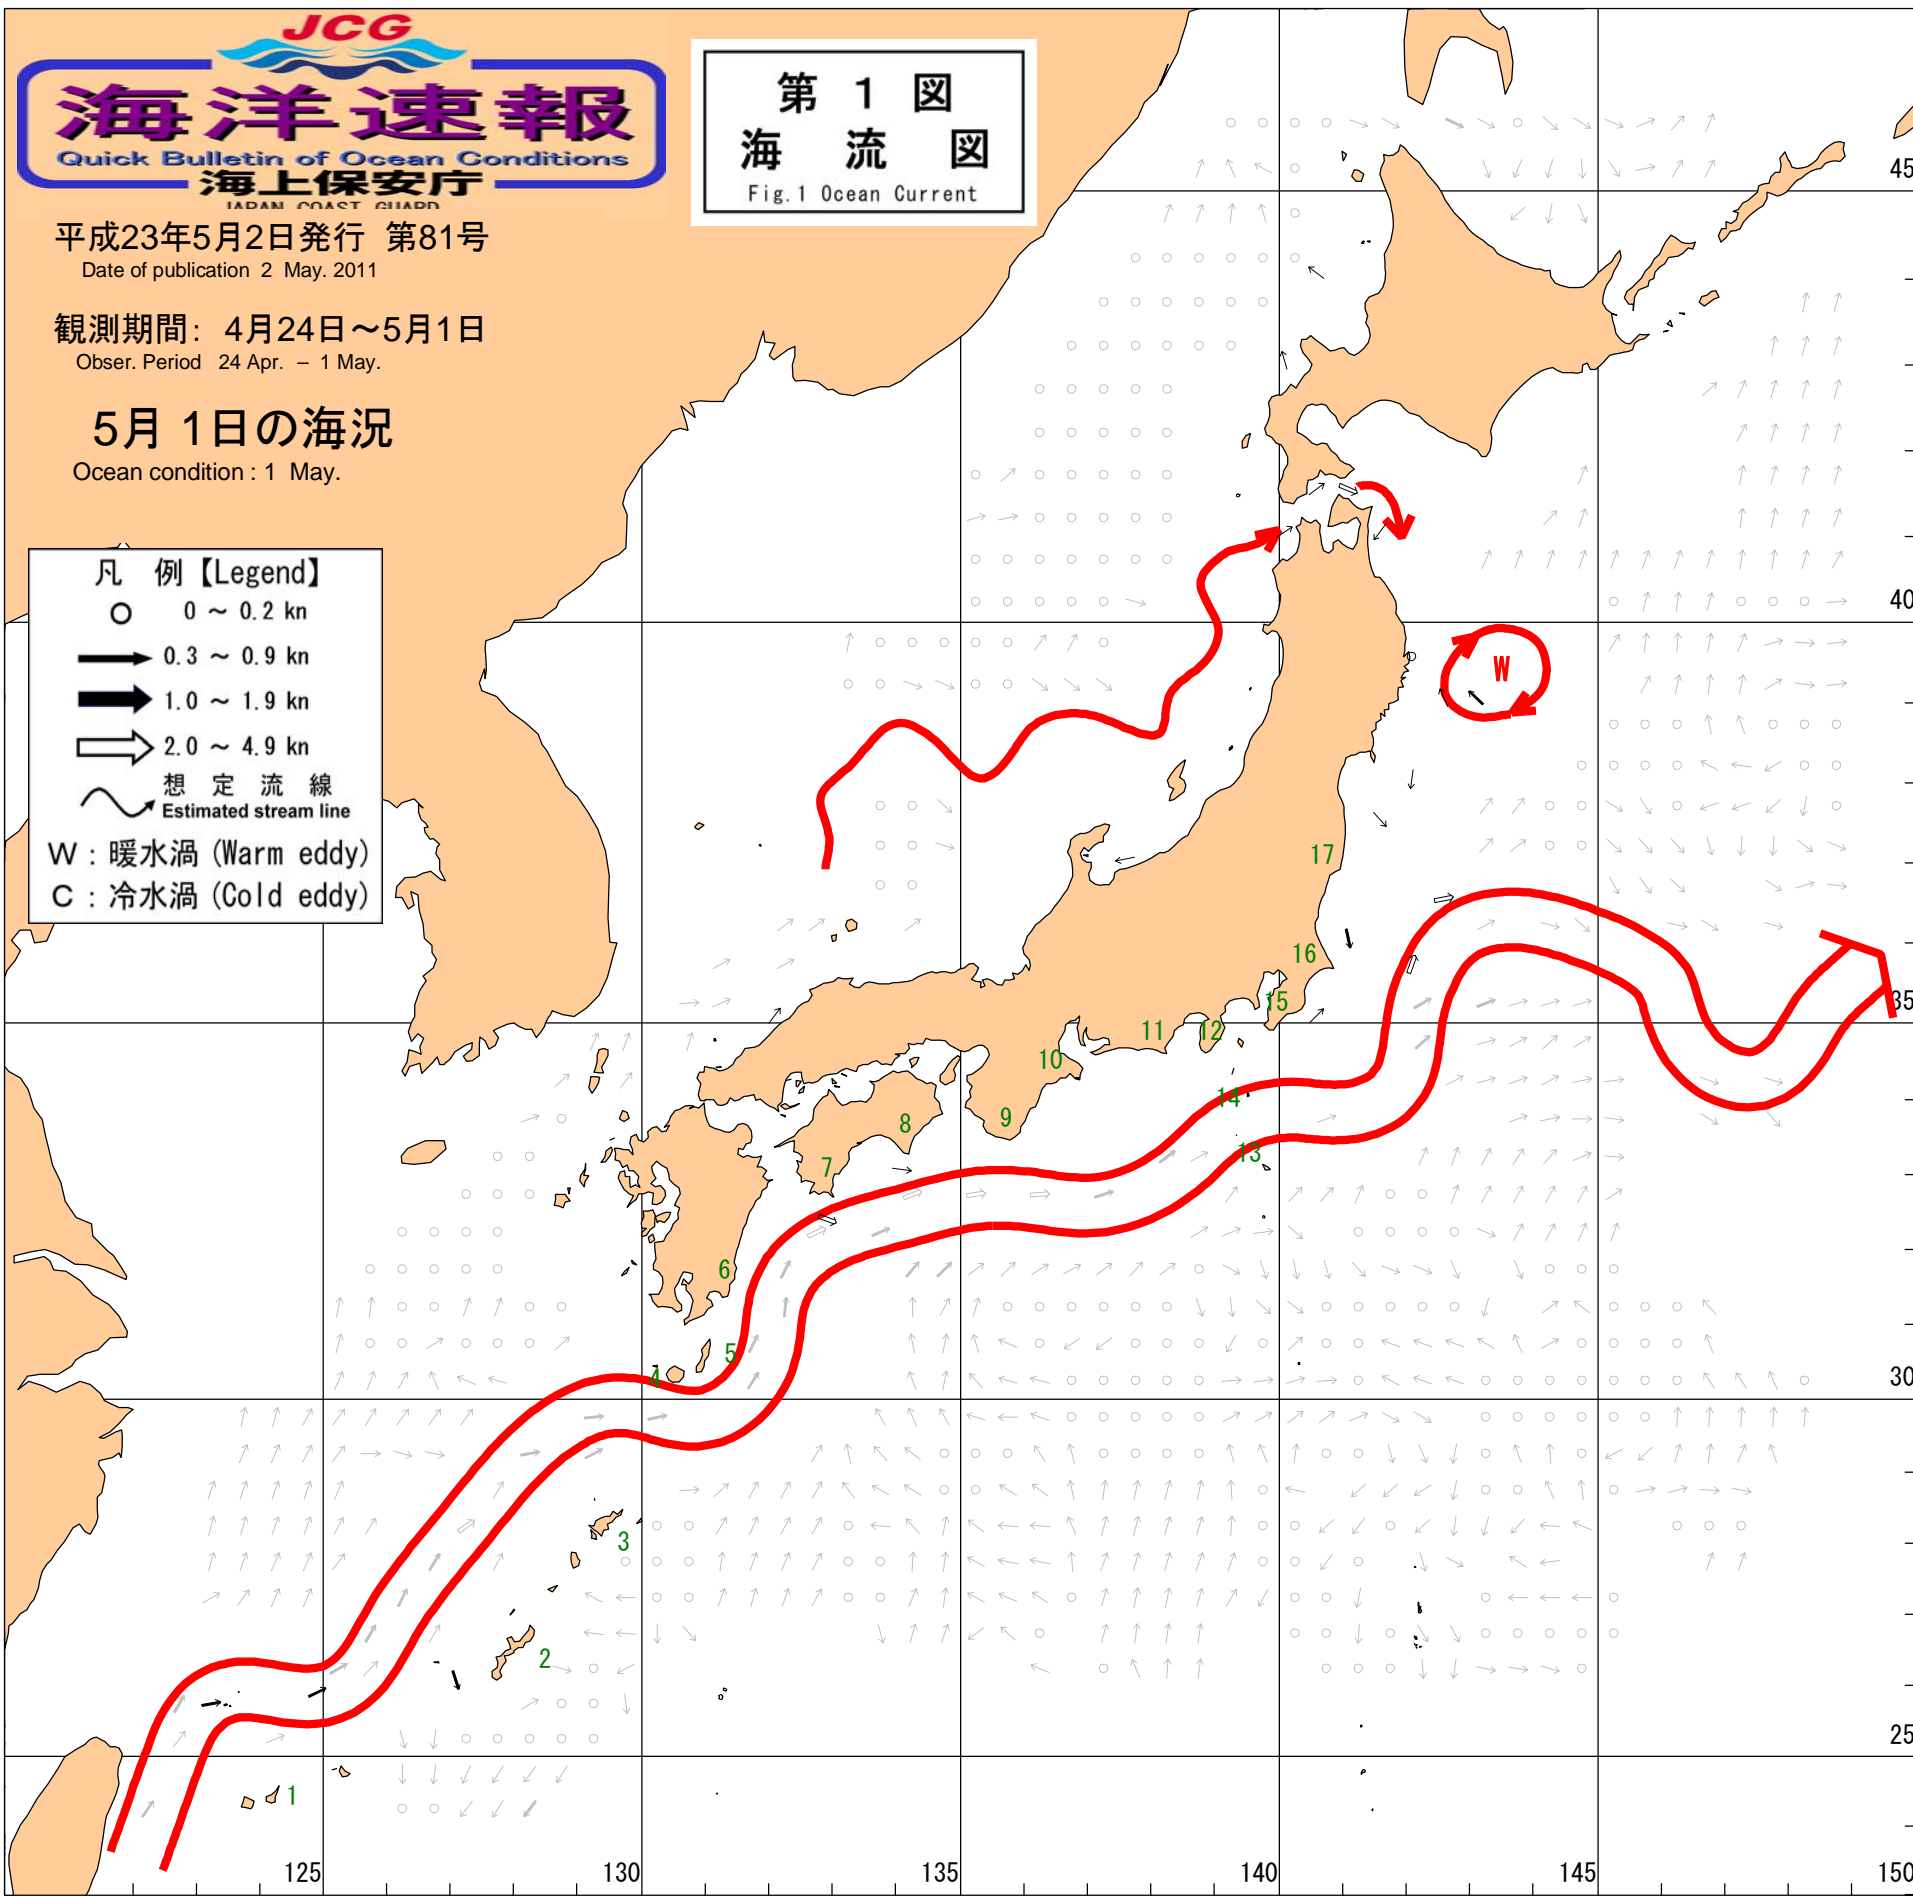 JCG
海洋速報
Quick Bulletin of Ocean Conditions
海上保安庁
JAPAN COAST GUARD
第 1 図
海 流 図
Fig.1 Ocean Current
平成23年5月2日発行 第81号
Date of publication 2 May. 2011
観測期間: 4月24日～5月1日
Obser. Period 24 Apr. – 1 May.
5月 1日の海況
Ocean condition : 1 May.
凡 例【Legend】
0 ～ 0.2 kn
0.3 ～ 0.9 kn
1.0 ～ 1.9 kn
2.0 ～ 4.9 kn
想 定 流 線
Estimated stream line
W : 暖水渦 (Warm eddy)
C : 冷水渦 (Cold eddy)
45
40
W
17
16
35
15
12
11
10
14
9
8
13
7
6
5
4
30
3
2
25
1
125
130
135
140
145
150